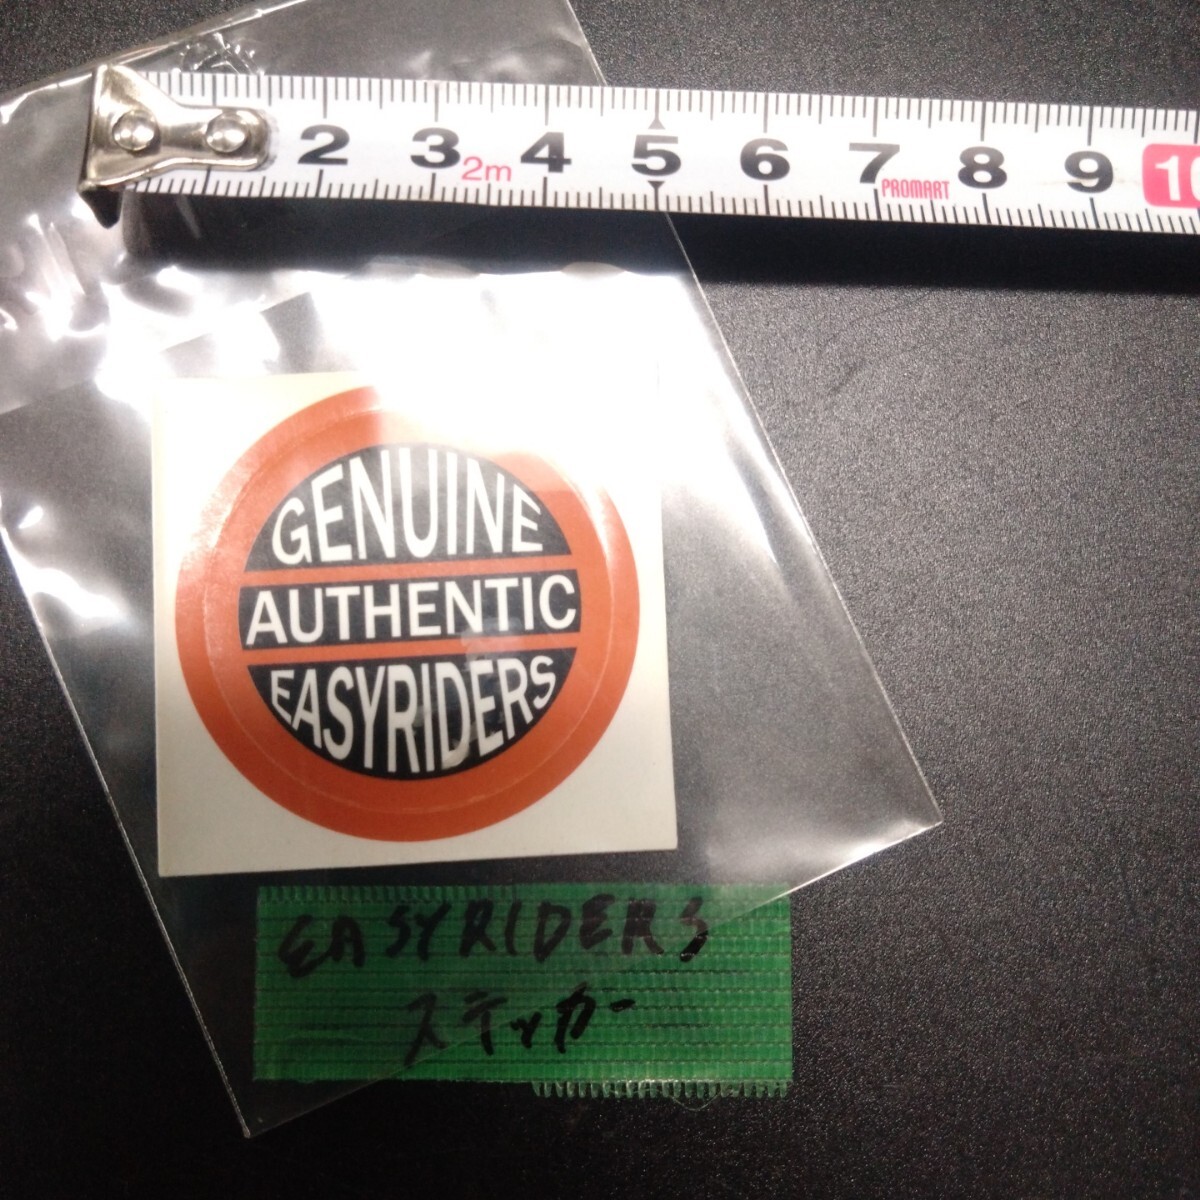 2 3 4 5 6 7 8 9 10
2m
PROMART
GENUINE
AUTHENTIC
EASYRIDERS
EASYRIDERS
ステッカー